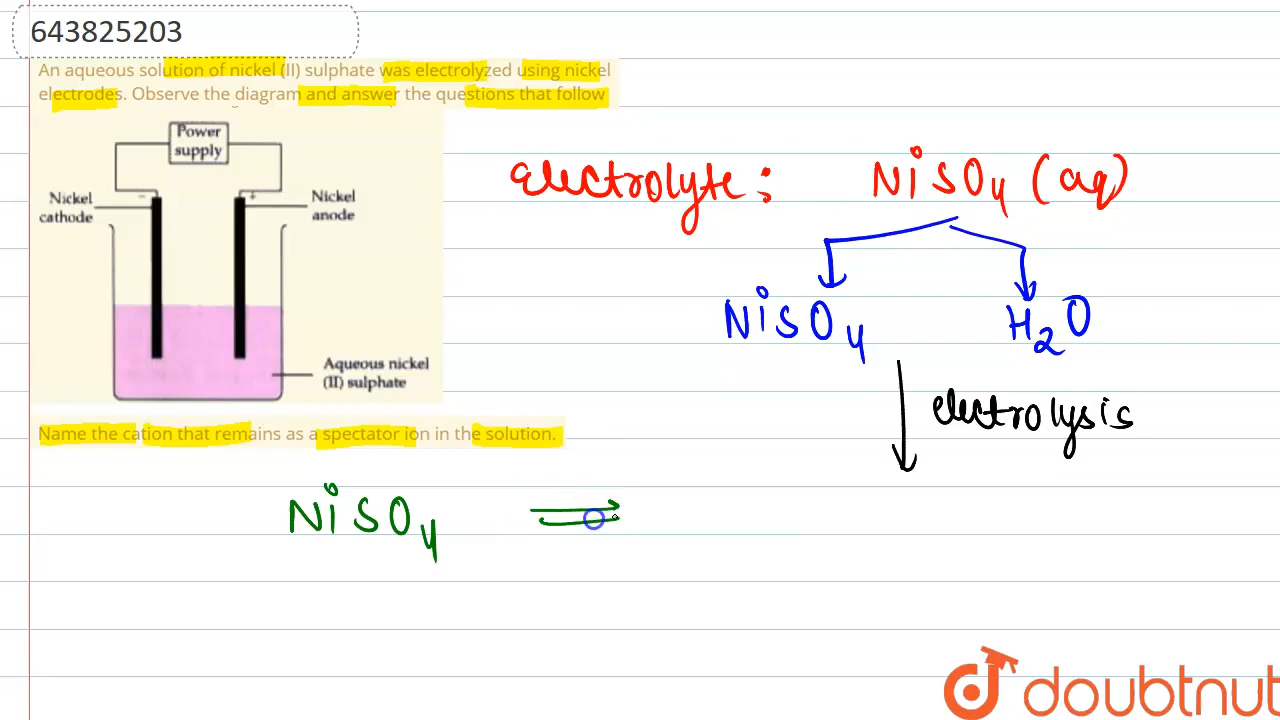 643825203
An aqueous solution of nickel (II) sulphate was electrolyzed using nickel
electrodes. Observe the diagram and answer the questions that follow
Power
supply
Nickel
cathode
−
+
Nickel
anode
Aqueous nickel
(II) sulphate
Electrolyte: NiSO4 (aq)
NiSO4 H2O
electrolysis
Name the cation that remains as a spectator ion in the solution.
NiSO4 ⇌
doubtnut